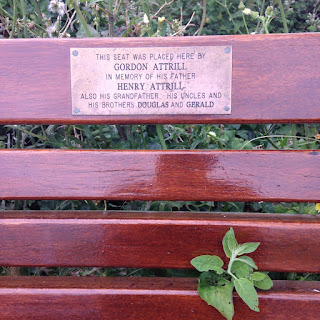 THIS SEAT WAS PLACED HERE BY
GORDON ATTRILL
IN MEMORY OF HIS FATHER
HENRY ATTRILL
ALSO HIS GRANDFATHER, HIS UNCLES AND
HIS BROTHERS DOUGLAS AND GERALD